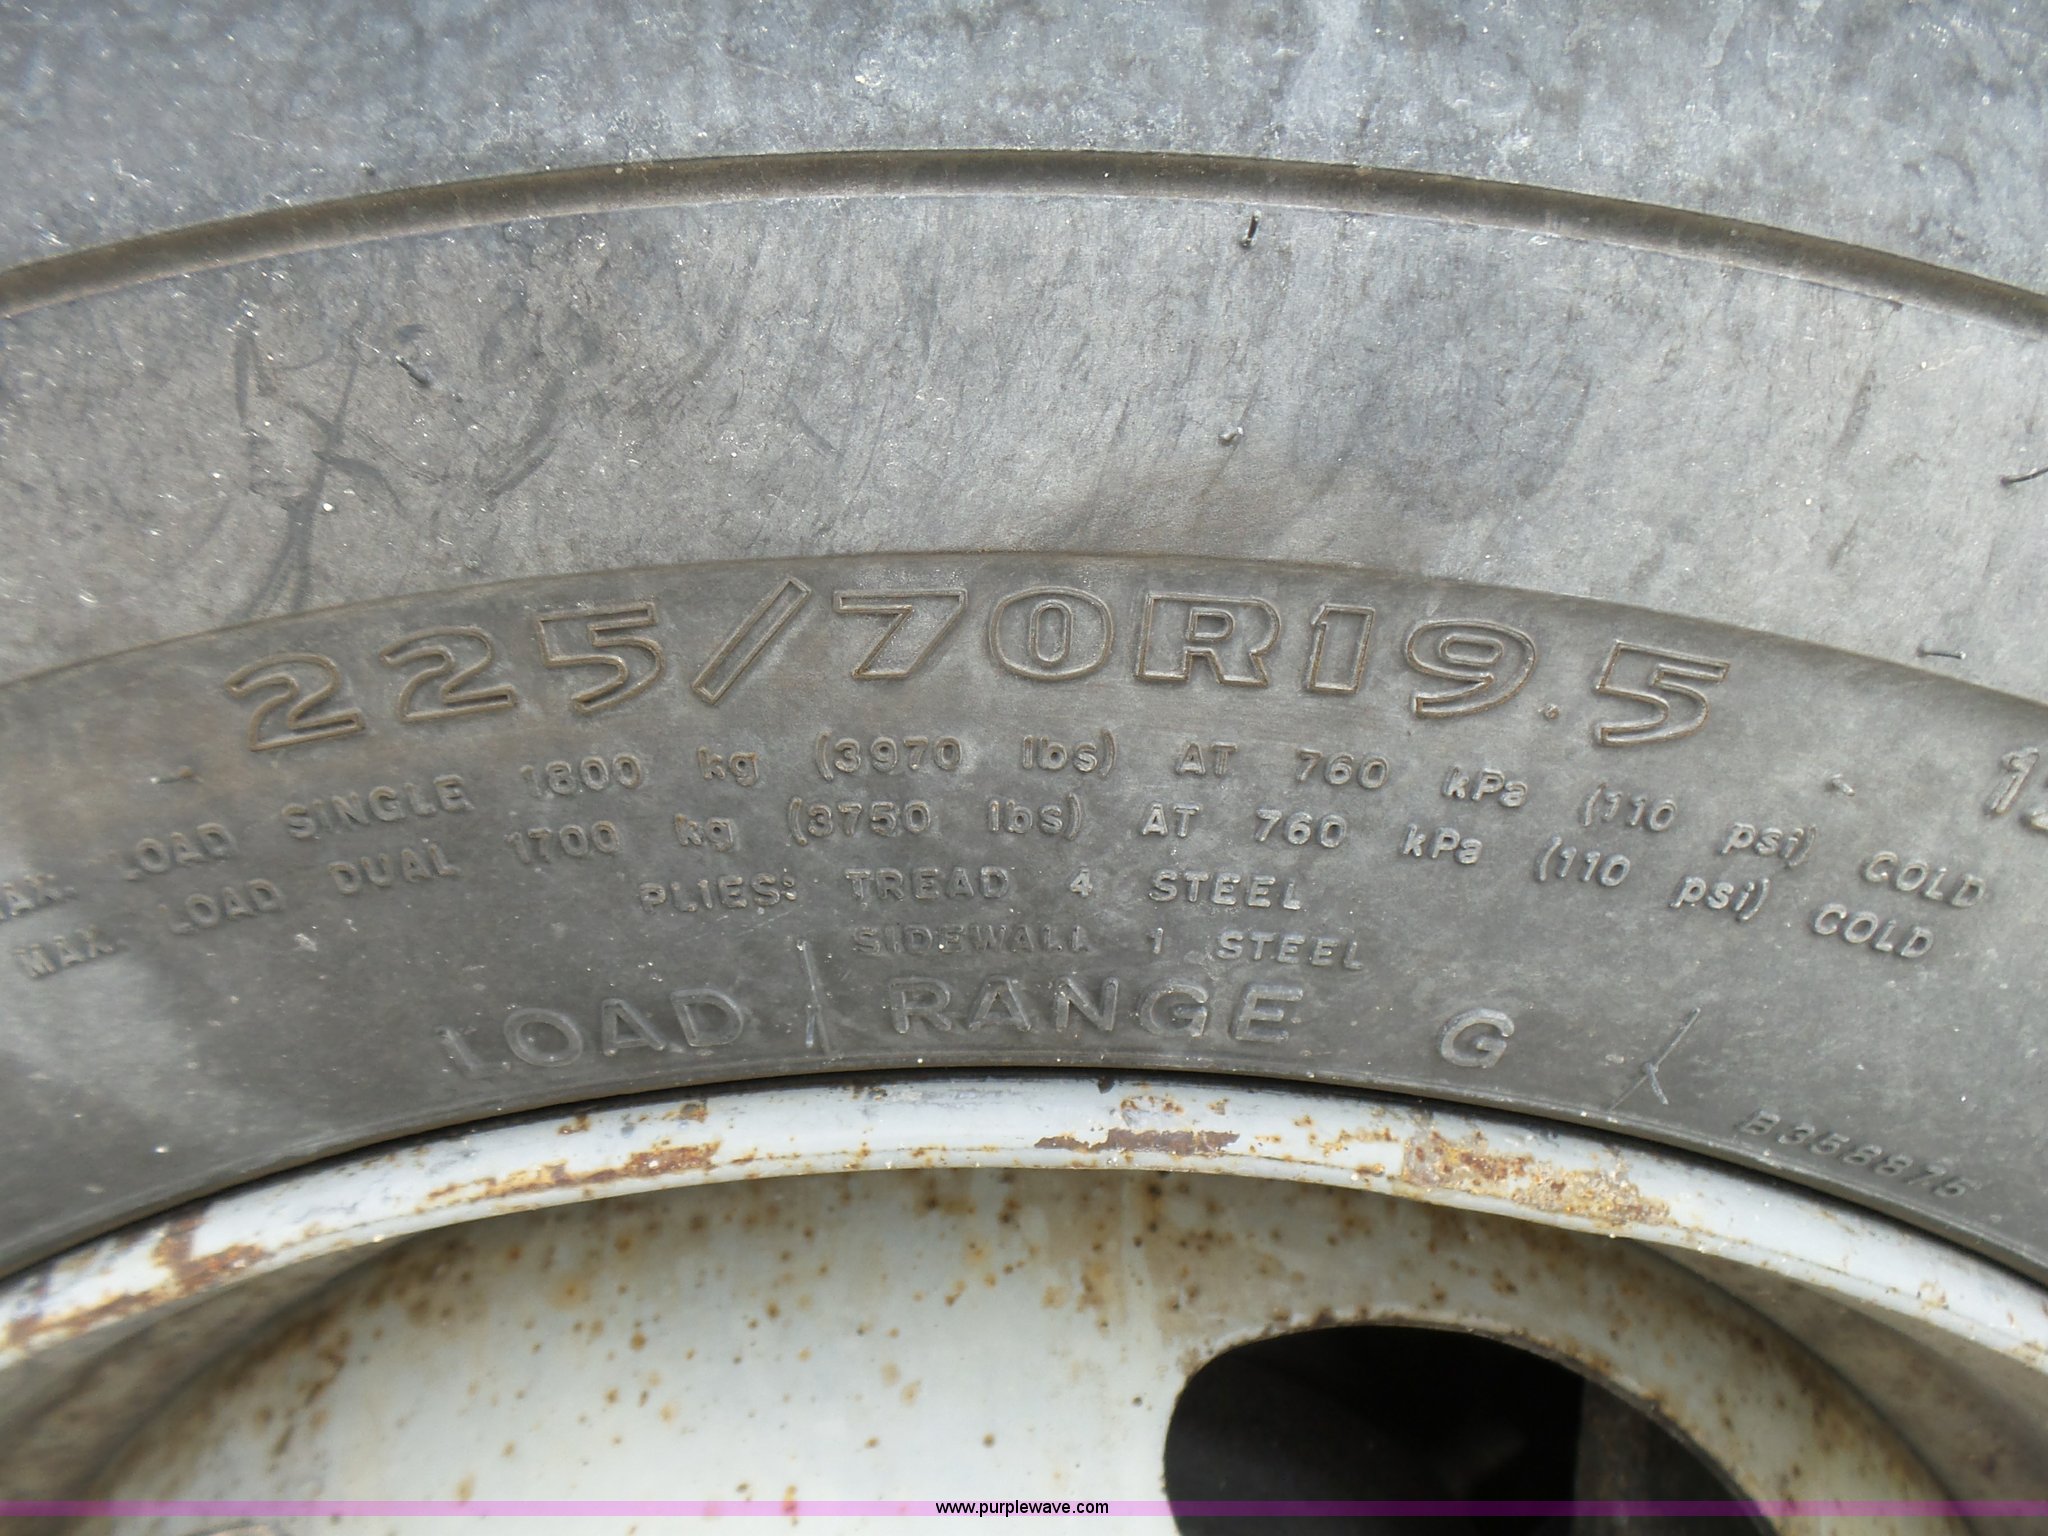 225/70R19.5 12
MAX. LOAD SINGLE 1800 kg (3970 lbs) AT 760 kPa (110 psi) COLD
MAX. LOAD DUAL 1700 kg (3750 lbs) AT 760 kPa (110 psi) COLD
PLIES: TREAD 4 STEEL
SIDEWALL 1 STEEL
LOAD RANGE G
B358875
www.purplewave.com